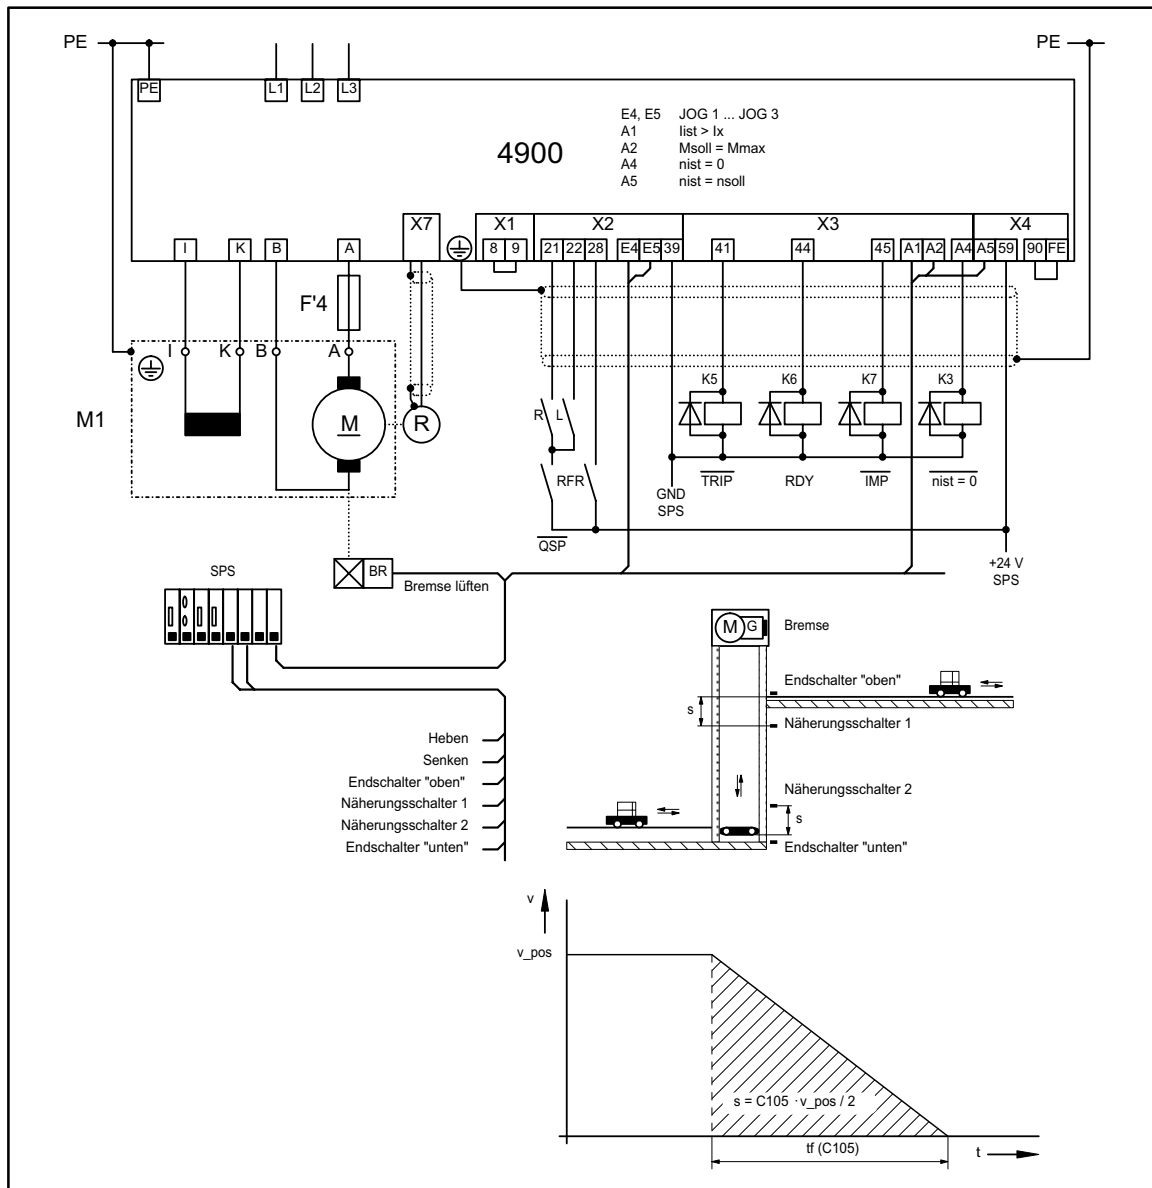 PE PE
PE L1 L2 L3
E4, E5 JOG 1 ... JOG 3
A1 Iist > Ix
A2 Msoll = Mmax
A4 nist = 0
A5 nist = nsoll
4900
X7 X1 X2 X3 X4
I K B A 8 9 21 22 28 E4 E5 39 41 44 45 A1 A2 A4 A5 59 90 FE
F'4
I K B A
K5 K6 K7 K3
M1 M R
R L
RFR
GND
SPS
TRIP RDY IMP nist = 0
QSP
+24 V
SPS
SPS
BR
Bremse lüften
M G Bremse
Endschalter "oben"
s
Näherungsschalter 1
Heben
Senken
Endschalter "oben"
Näherungsschalter 1
Näherungsschalter 2
Endschalter "unten"
Näherungsschalter 2
s
Endschalter "unten"
v
v_pos
s = C105 · v_pos / 2
tf (C105)
t